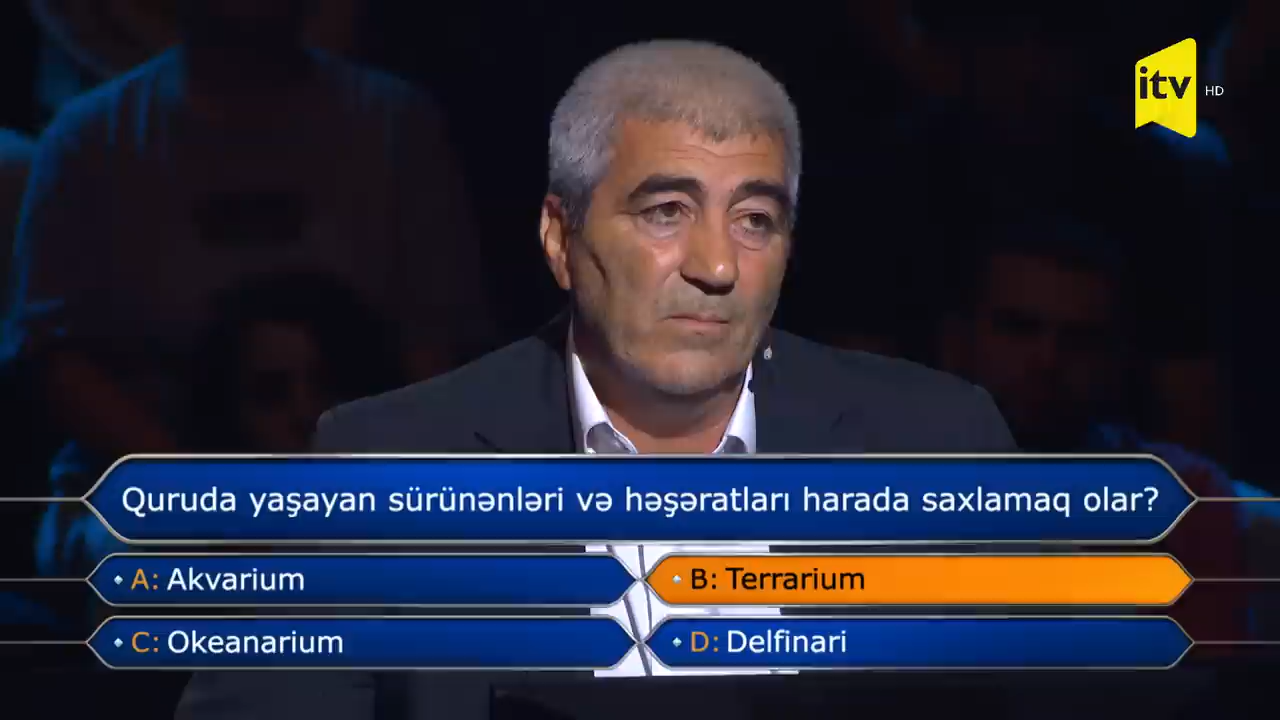 itv HD
Quruda yaşayan sürünənləri və həşəratları harada saxlamaq olar?
A: Akvarium
B: Terrarium
C: Okeanarium
D: Delfinari